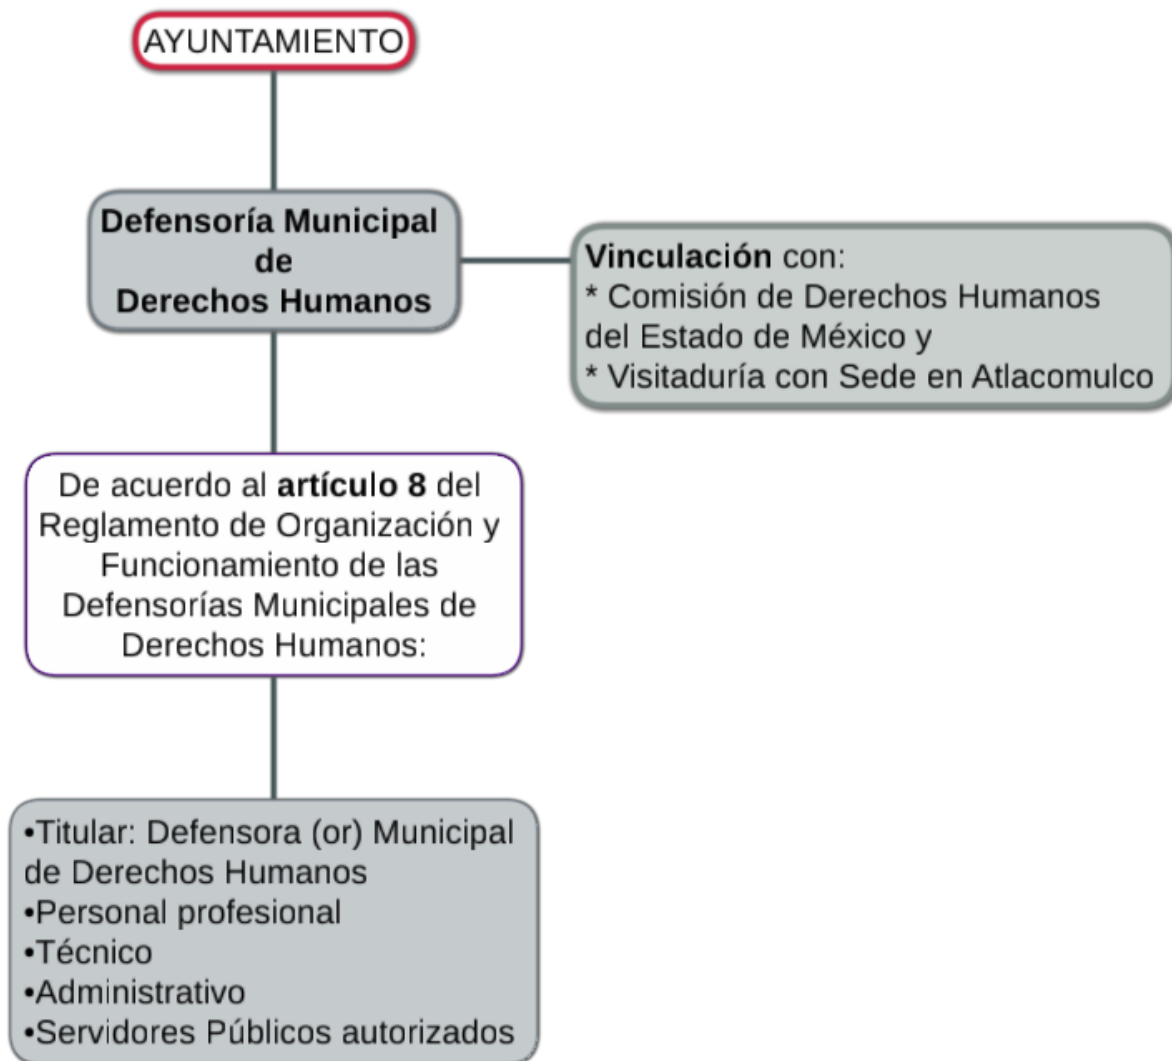 AYUNTAMIENTO
Defensoría Municipal
de
Derechos Humanos
Vinculación con:
* Comisión de Derechos Humanos
del Estado de México y
* Visitaduría con Sede en Atlacomulco
De acuerdo al artículo 8 del
Reglamento de Organización y
Funcionamiento de las
Defensorías Municipales de
Derechos Humanos:
•Titular: Defensora (or) Municipal
de Derechos Humanos
•Personal profesional
•Técnico
•Administrativo
•Servidores Públicos autorizados